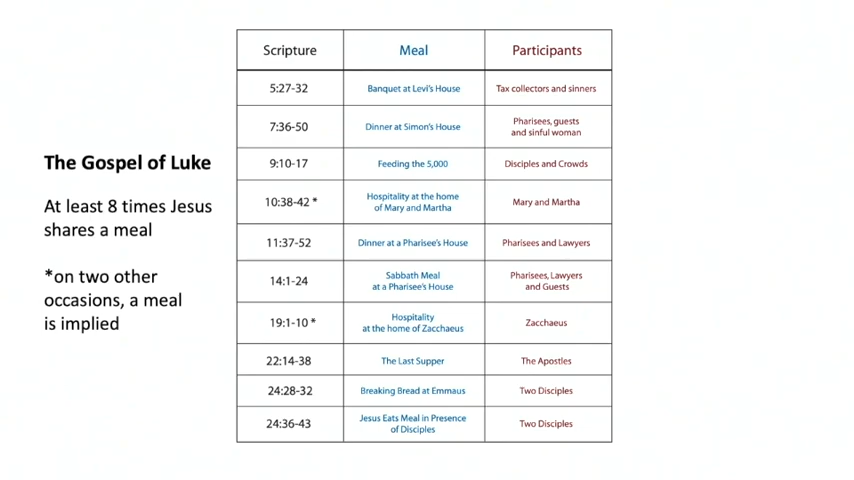 The Gospel of Luke
At least 8 times Jesus
shares a meal
*on two other
occasions, a meal
is implied
Scripture Meal Participants
5:27-32 Banquet at Levi's House Tax collectors and sinners
7:36-50 Dinner at Simon's House Pharisees, guests
and sinful woman
9:10-17 Feeding the 5,000 Disciples and Crowds
10:38-42 * Hospitality at the home
of Mary and Martha Mary and Martha
11:37-52 Dinner at a Pharisee's House Pharisees and Lawyers
14:1-24 Sabbath Meal
at a Pharisee's House Pharisees, Lawyers
and Guests
19:1-10 * Hospitality
at the home of Zacchaeus Zacchaeus
22:14-38 The Last Supper The Apostles
24:28-32 Breaking Bread at Emmaus Two Disciples
24:36-43 Jesus Eats Meal in Presence
of Disciples Two Disciples